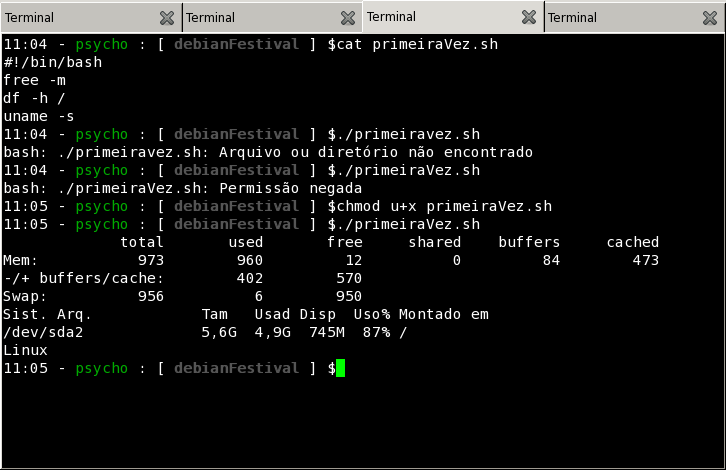 Terminal Terminal Terminal Terminal
11:04 - psycho : [ debianFestival ] $cat primeiraVez.sh
#!/bin/bash
free -m
df -h /
uname -s
11:04 - psycho : [ debianFestival ] $./primeiravez.sh
bash: ./primeiravez.sh: Arquivo ou diretório não encontrado
11:04 - psycho : [ debianFestival ] $./primeiraVez.sh
bash: ./primeiraVez.sh: Permissão negada
11:05 - psycho : [ debianFestival ] $chmod u+x primeiraVez.sh
11:05 - psycho : [ debianFestival ] $./primeiraVez.sh
             total       used       free     shared    buffers     cached
Mem:           973        960         12          0         84        473
-/+ buffers/cache:        402        570
Swap:          956          6        950
Sist. Arq.            Tam   Usad Disp  Uso% Montado em
/dev/sda2             5,6G  4,9G  745M  87% /
Linux
11:05 - psycho : [ debianFestival ] $